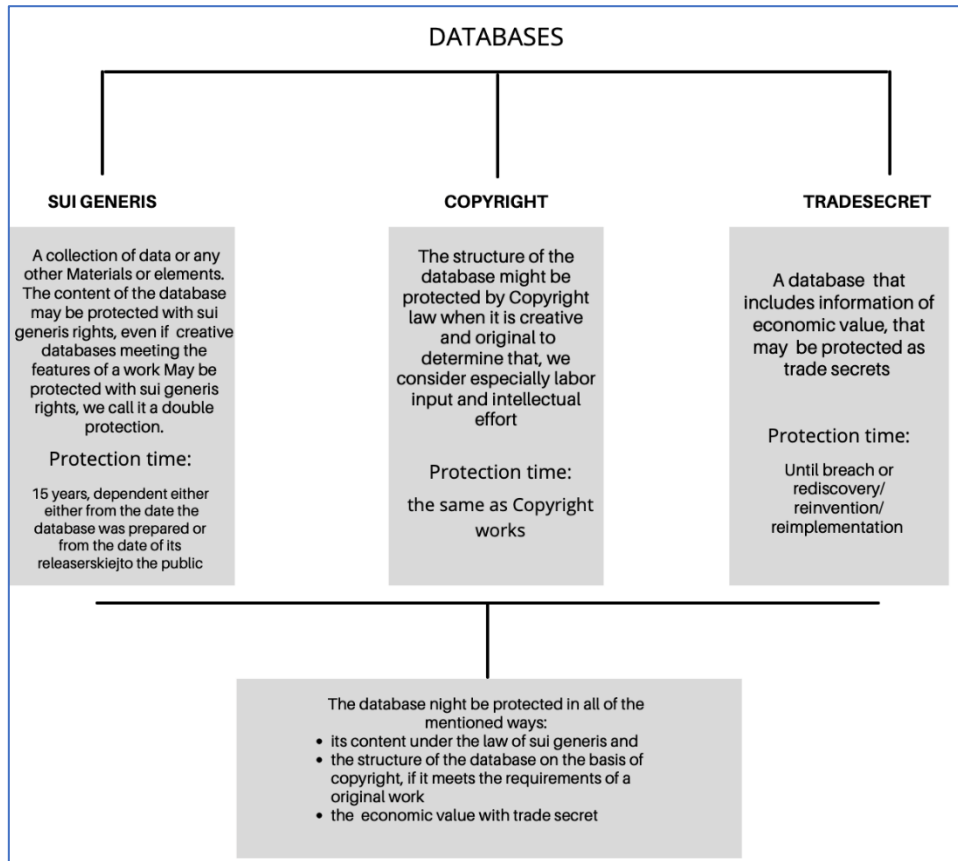 DATABASES
SUI GENERIS
A collection of data or any
other Materials or elements.
The content of the database
may be protected with sui
generis rights, even if creative
databases meeting the
features of a work May be
protected with sui generis
rights, we call it a double
protection.
Protection time:
15 years, dependent either
either from the date the
database was prepared or
from the date of its
releaserskiejto the public
COPYRIGHT
The structure of the
database might be
protected by Copyright
law when it is creative
and original to
determine that, we
consider especially labor
input and intellectual
effort
Protection time:
the same as Copyright
works
TRADESECRET
A database that
includes information of
economic value, that
may be protected as
trade secrets
Protection time:
Until breach or
rediscovery/
reinvention/
reimplementation
The database night be protected in all of the
mentioned ways:
• its content under the law of sui generis and
• the structure of the database on the basis of
copyright, if it meets the requirements of a
original work
• the economic value with trade secret